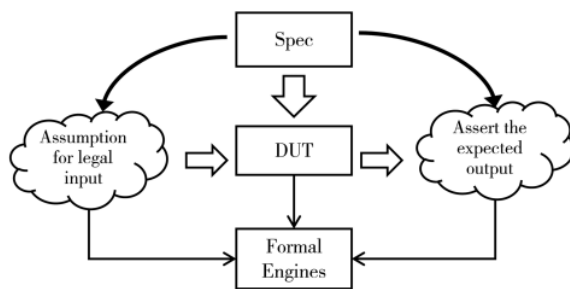 Spec
Assumption
for legal
input
DUT
Assert the
expected
output
Formal
Engines